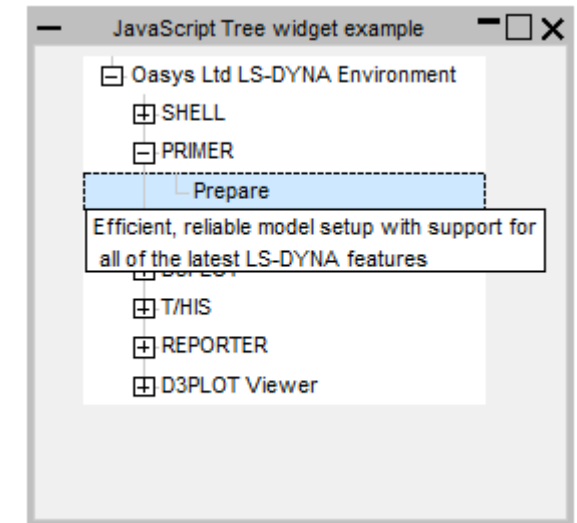 JavaScript Tree widget example
Oasys Ltd LS-DYNA Environment
SHELL
PRIMER
Prepare
Efficient, reliable model setup with support for
all of the latest LS-DYNA features
T/HIS
REPORTER
D3PLOT Viewer